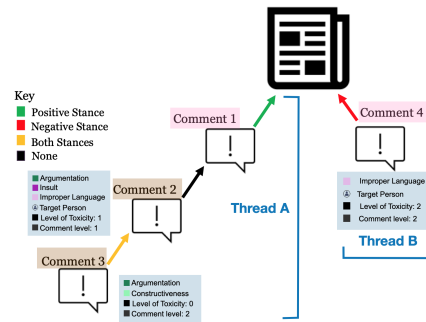 Comment 1
Comment 4
Key
Positive Stance
Negative Stance
Both Stances
None
Argumentation
Insult
Improper Language
Target Person
Level of Toxicity: 1
Comment level: 1
Comment 2
Thread A
Improper Language
Target Person
Level of Toxicity: 2
Comment level: 2
Thread B
Comment 3
Argumentation
Constructiveness
Level of Toxicity: 0
Comment level: 2